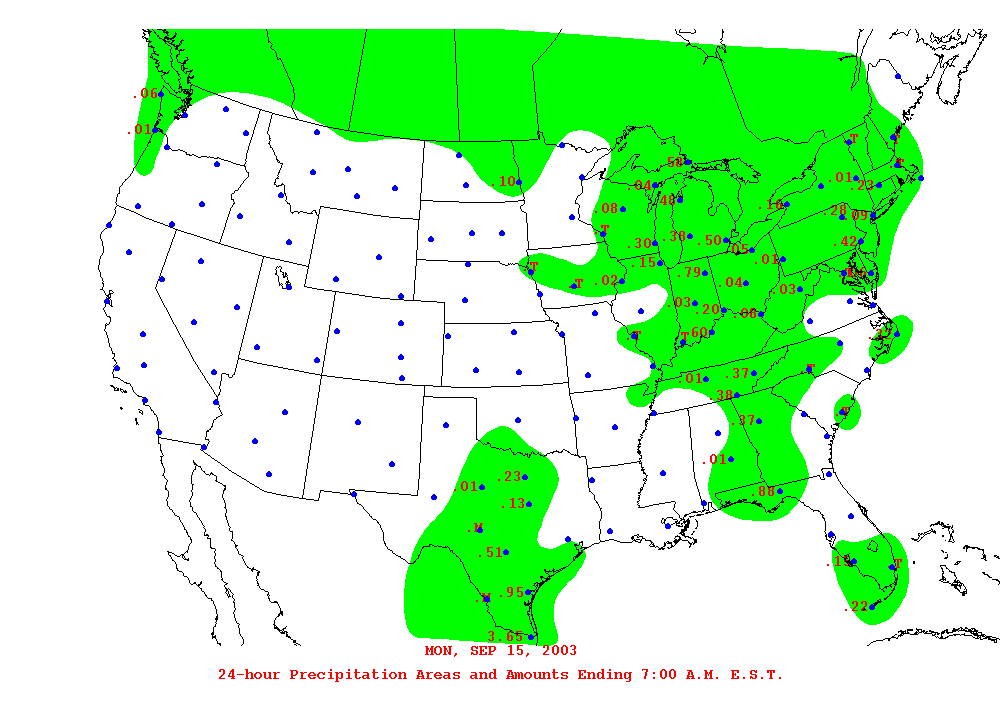 .06
.01
T
T
.58
T
.10
.04
.01
.23
.48
.08
.16
.28
.09
T
.30
.39
.50
.05
.42
.15
.01
T
.79
T
.02
.04
.03
.03
.20
.08
T
T
.60
.37
T
.01
.38
.37
.01
.23
.88
.01
.13
.M
.51
T
.95
.M
.22
3.65
MON, SEP 15, 2003
24-hour Precipitation Areas and Amounts Ending 7:00 A.M. E.S.T.